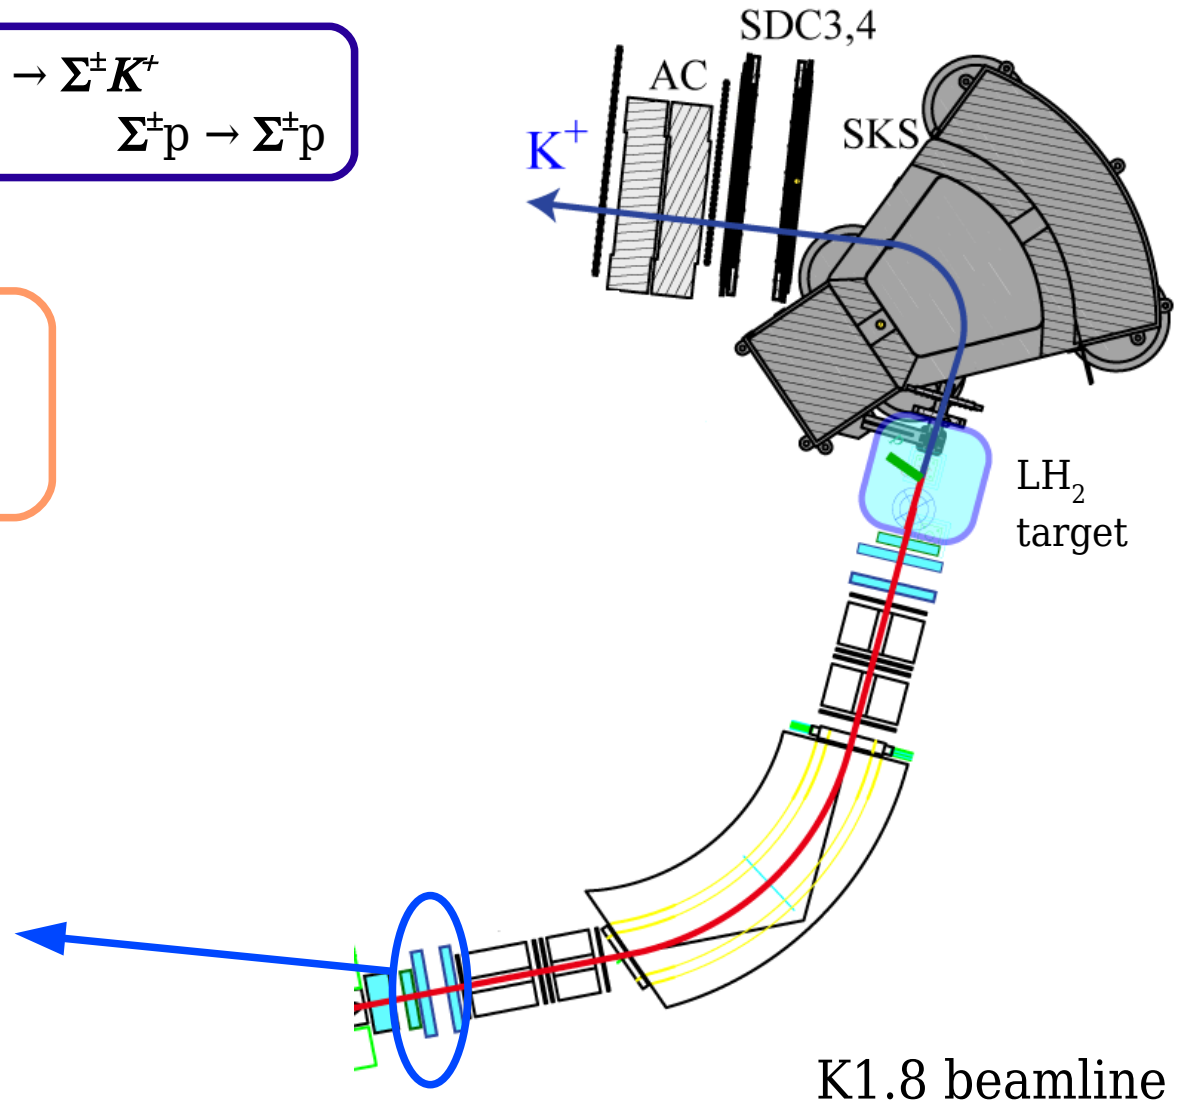 → Σ±K⁺
Σ±p → Σ±p
SDC3,4
AC
SKS
K⁺
LH₂
target
K1.8 beamline